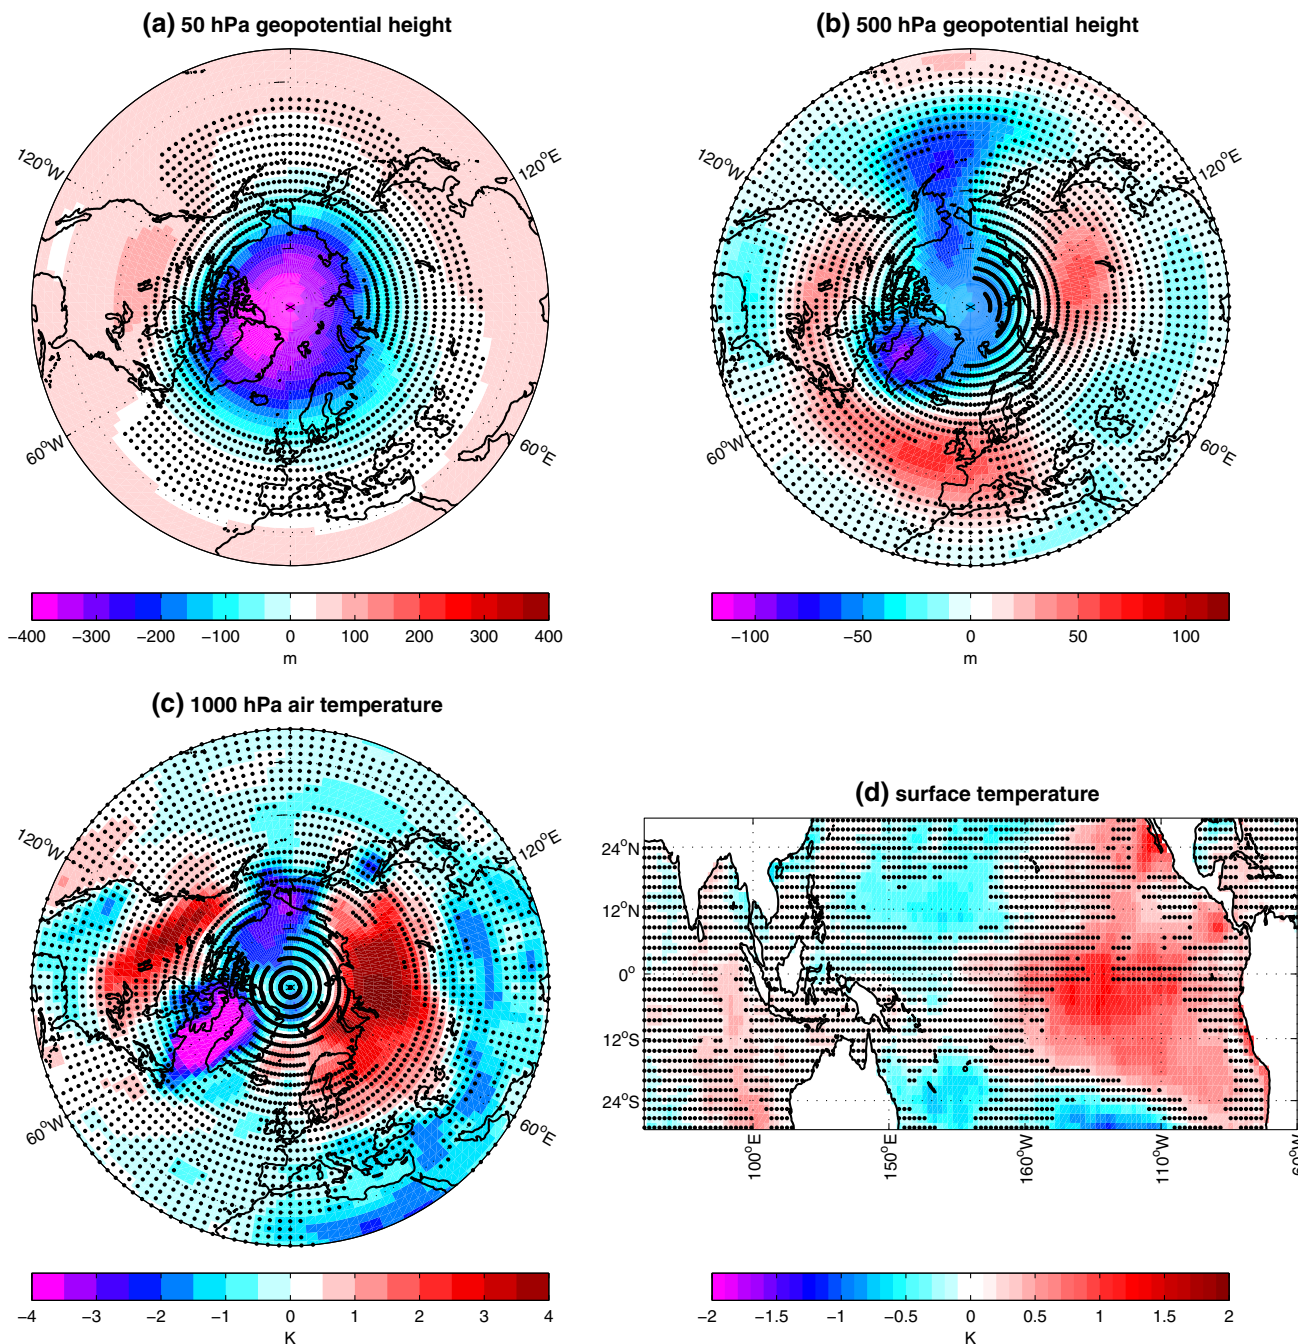 (a) 50 hPa geopotential height
(b) 500 hPa geopotential height
120°W
120°E
60°W
60°E
120°W
120°E
60°W
60°E
−400 −300 −200 −100 0 100 200 300 400
m
−100 −50 0 50 100
m
(c) 1000 hPa air temperature
(d) surface temperature
120°W
120°E
60°W
60°E
24°N
12°N
0°
12°S
24°S
100°E
150°E
160°W
110°W
60°W
−4 −3 −2 −1 0 1 2 3 4
K
−2 −1.5 −1 −0.5 0 0.5 1 1.5 2
K